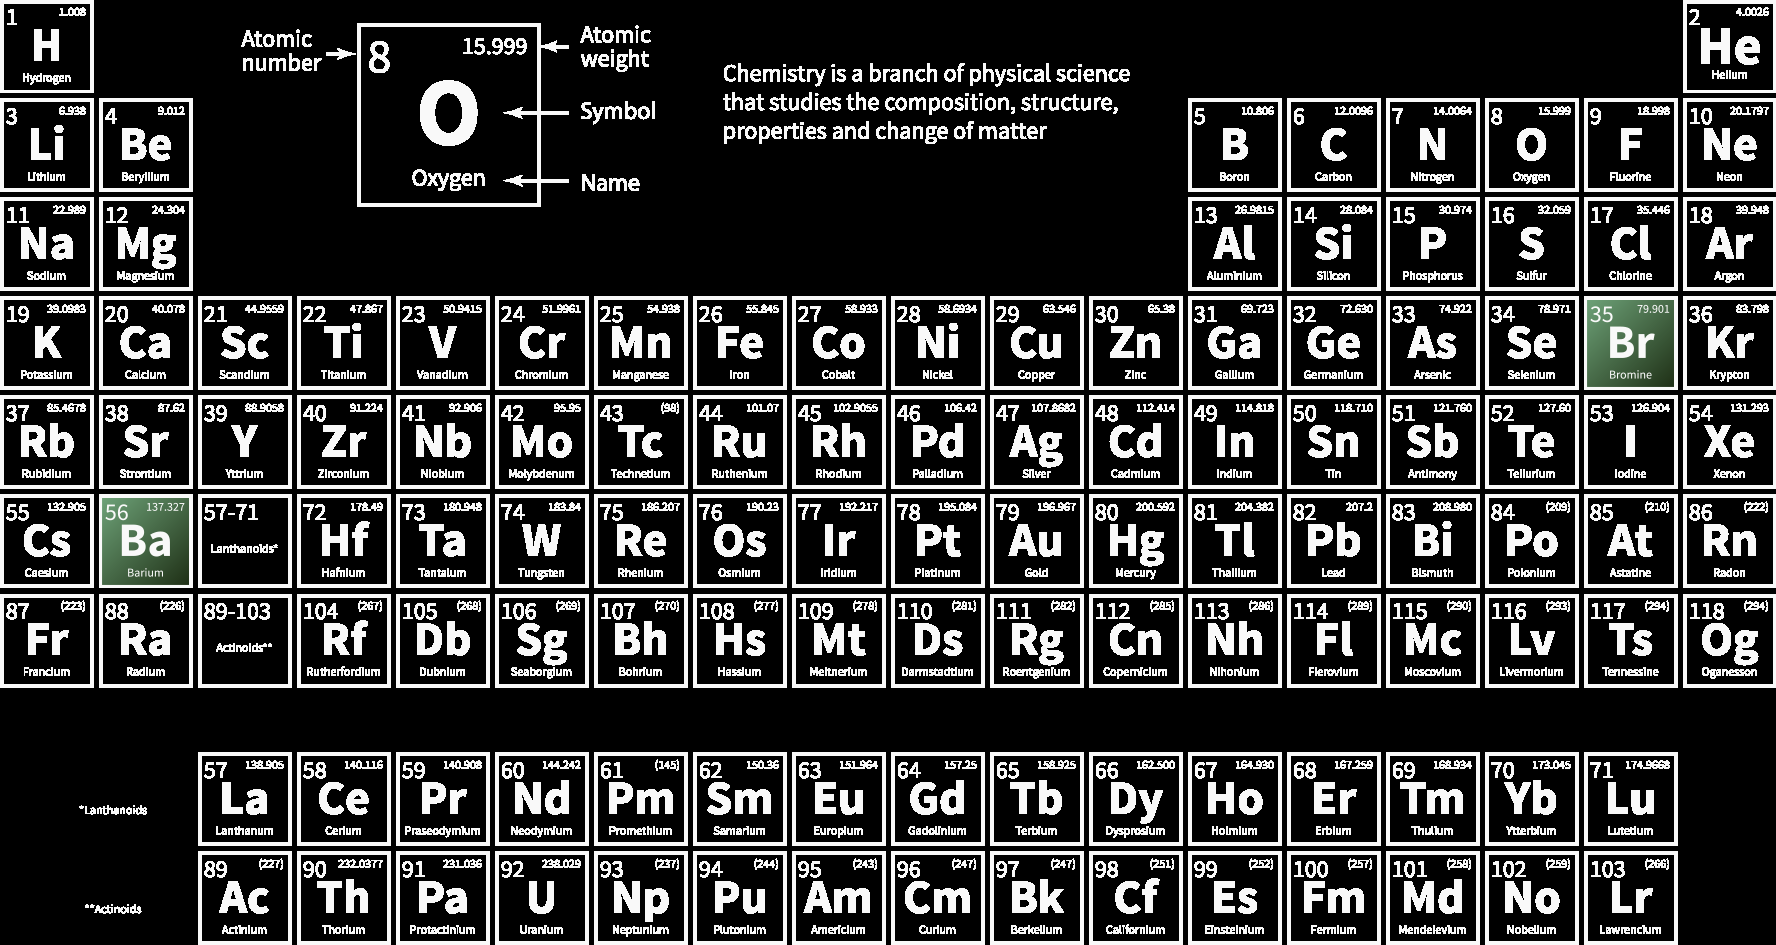 1 1.008
H
Hydrogen
Atomic number
8 15.999
O
Oxygen
Atomic weight
Symbol
Name
Chemistry is a branch of physical science
that studies the composition, structure,
properties and change of matter
2 4.0026
He
Helium
3 6.938
Li
Lithium
4 9.012
Be
Beryllium
5 10.806
B
Boron
6 12.0096
C
Carbon
7 14.0064
N
Nitrogen
8 15.999
O
Oxygen
9 18.998
F
Fluorine
10 20.1797
Ne
Neon
11 22.989
Na
Sodium
12 24.304
Mg
Magnesium
13 26.9815
Al
Aluminium
14 28.084
Si
Silicon
15 30.974
P
Phosphorus
16 32.059
S
Sulfur
17 35.446
Cl
Chlorine
18 39.948
Ar
Argon
19 39.0983
K
Potassium
20 40.078
Ca
Calcium
21 44.9559
Sc
Scandium
22 47.867
Ti
Titanium
23 50.9415
V
Vanadium
24 51.9961
Cr
Chromium
25 54.938
Mn
Manganese
26 55.845
Fe
Iron
27 58.933
Co
Cobalt
28 58.6934
Ni
Nickel
29 63.546
Cu
Copper
30 65.38
Zn
Zinc
31 69.723
Ga
Gallium
32 72.630
Ge
Germanium
33 74.922
As
Arsenic
34 78.971
Se
Selenium
35 79.901
Br
Bromine
36 83.798
Kr
Krypton
37 85.4678
Rb
Rubidium
38 87.62
Sr
Strontium
39 88.9058
Y
Yttrium
40 91.224
Zr
Zirconium
41 92.906
Nb
Niobium
42 95.95
Mo
Molybdenum
43 (98)
Tc
Technetium
44 101.07
Ru
Ruthenium
45 102.9055
Rh
Rhodium
46 106.42
Pd
Palladium
47 107.8682
Ag
Silver
48 112.414
Cd
Cadmium
49 114.818
In
Indium
50 118.710
Sn
Tin
51 121.760
Sb
Antimony
52 127.60
Te
Tellurium
53 126.904
I
Iodine
54 131.293
Xe
Xenon
55 132.905
Cs
Caesium
56 137.327
Ba
Barium
57-71
Lanthanoids*
72 178.49
Hf
Hafnium
73 180.948
Ta
Tantalum
74 183.84
W
Tungsten
75 186.207
Re
Rhenium
76 190.23
Os
Osmium
77 192.217
Ir
Iridium
78 195.084
Pt
Platinum
79 196.967
Au
Gold
80 200.592
Hg
Mercury
81 204.382
Tl
Thallium
82 207.2
Pb
Lead
83 208.980
Bi
Bismuth
84 (209)
Po
Polonium
85 (210)
At
Astatine
86 (222)
Rn
Radon
87 (223)
Fr
Francium
88 (226)
Ra
Radium
89-103
Actinoids**
104 (267)
Rf
Rutherfordium
105 (268)
Db
Dubnium
106 (269)
Sg
Seaborgium
107 (270)
Bh
Bohrium
108 (277)
Hs
Hassium
109 (278)
Mt
Meitnerium
110 (281)
Ds
Darmstadtium
111 (282)
Rg
Roentgenium
112 (285)
Cn
Copernicium
113 (286)
Nh
Nihonium
114 (289)
Fl
Flerovium
115 (290)
Mc
Moscovium
116 (293)
Lv
Livermorium
117 (294)
Ts
Tennessine
118 (294)
Og
Oganesson
*Lanthanoids
57 138.905
La
Lanthanum
58 140.116
Ce
Cerium
59 140.908
Pr
Praseodymium
60 144.242
Nd
Neodymium
61 (145)
Pm
Promethium
62 150.36
Sm
Samarium
63 151.964
Eu
Europium
64 157.25
Gd
Gadolinium
65 158.925
Tb
Terbium
66 162.500
Dy
Dysprosium
67 164.930
Ho
Holmium
68 167.259
Er
Erbium
69 168.934
Tm
Thulium
70 173.045
Yb
Ytterbium
71 174.9668
Lu
Lutetium
**Actinoids
89 (227)
Ac
Actinium
90 232.0377
Th
Thorium
91 231.036
Pa
Protactinium
92 238.029
U
Uranium
93 (237)
Np
Neptunium
94 (244)
Pu
Plutonium
95 (243)
Am
Americium
96 (247)
Cm
Curium
97 (247)
Bk
Berkelium
98 (251)
Cf
Californium
99 (252)
Es
Einsteinium
100 (257)
Fm
Fermium
101 (258)
Md
Mendelevium
102 (259)
No
Nobelium
103 (266)
Lr
Lawrencium